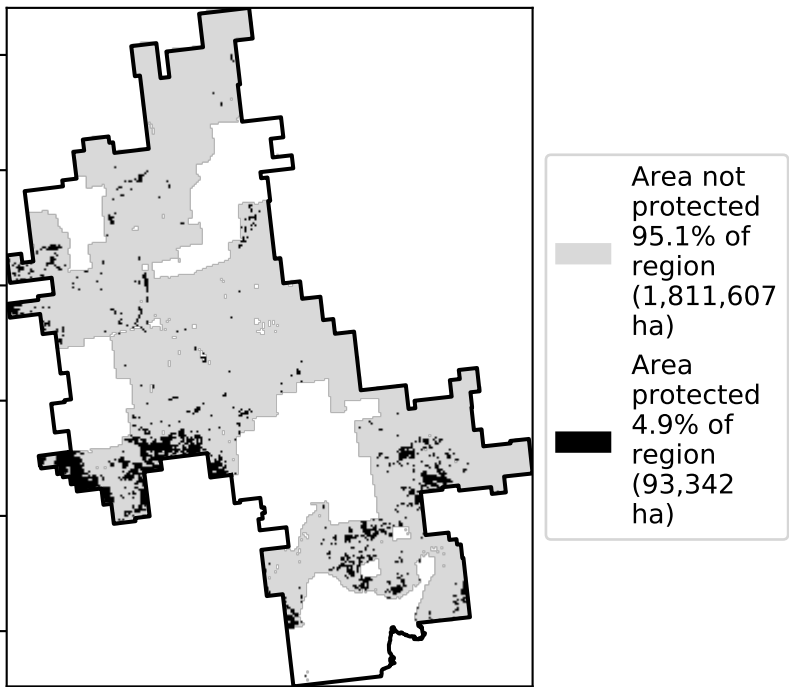 Area not
protected
95.1% of
region
(1,811,607
ha)
Area
protected
4.9% of
region
(93,342
ha)